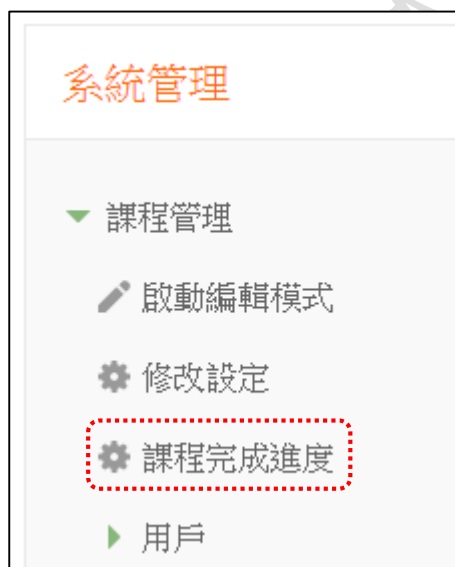 系統管理
課程管理
啟動編輯模式
修改設定
課程完成進度
用戶